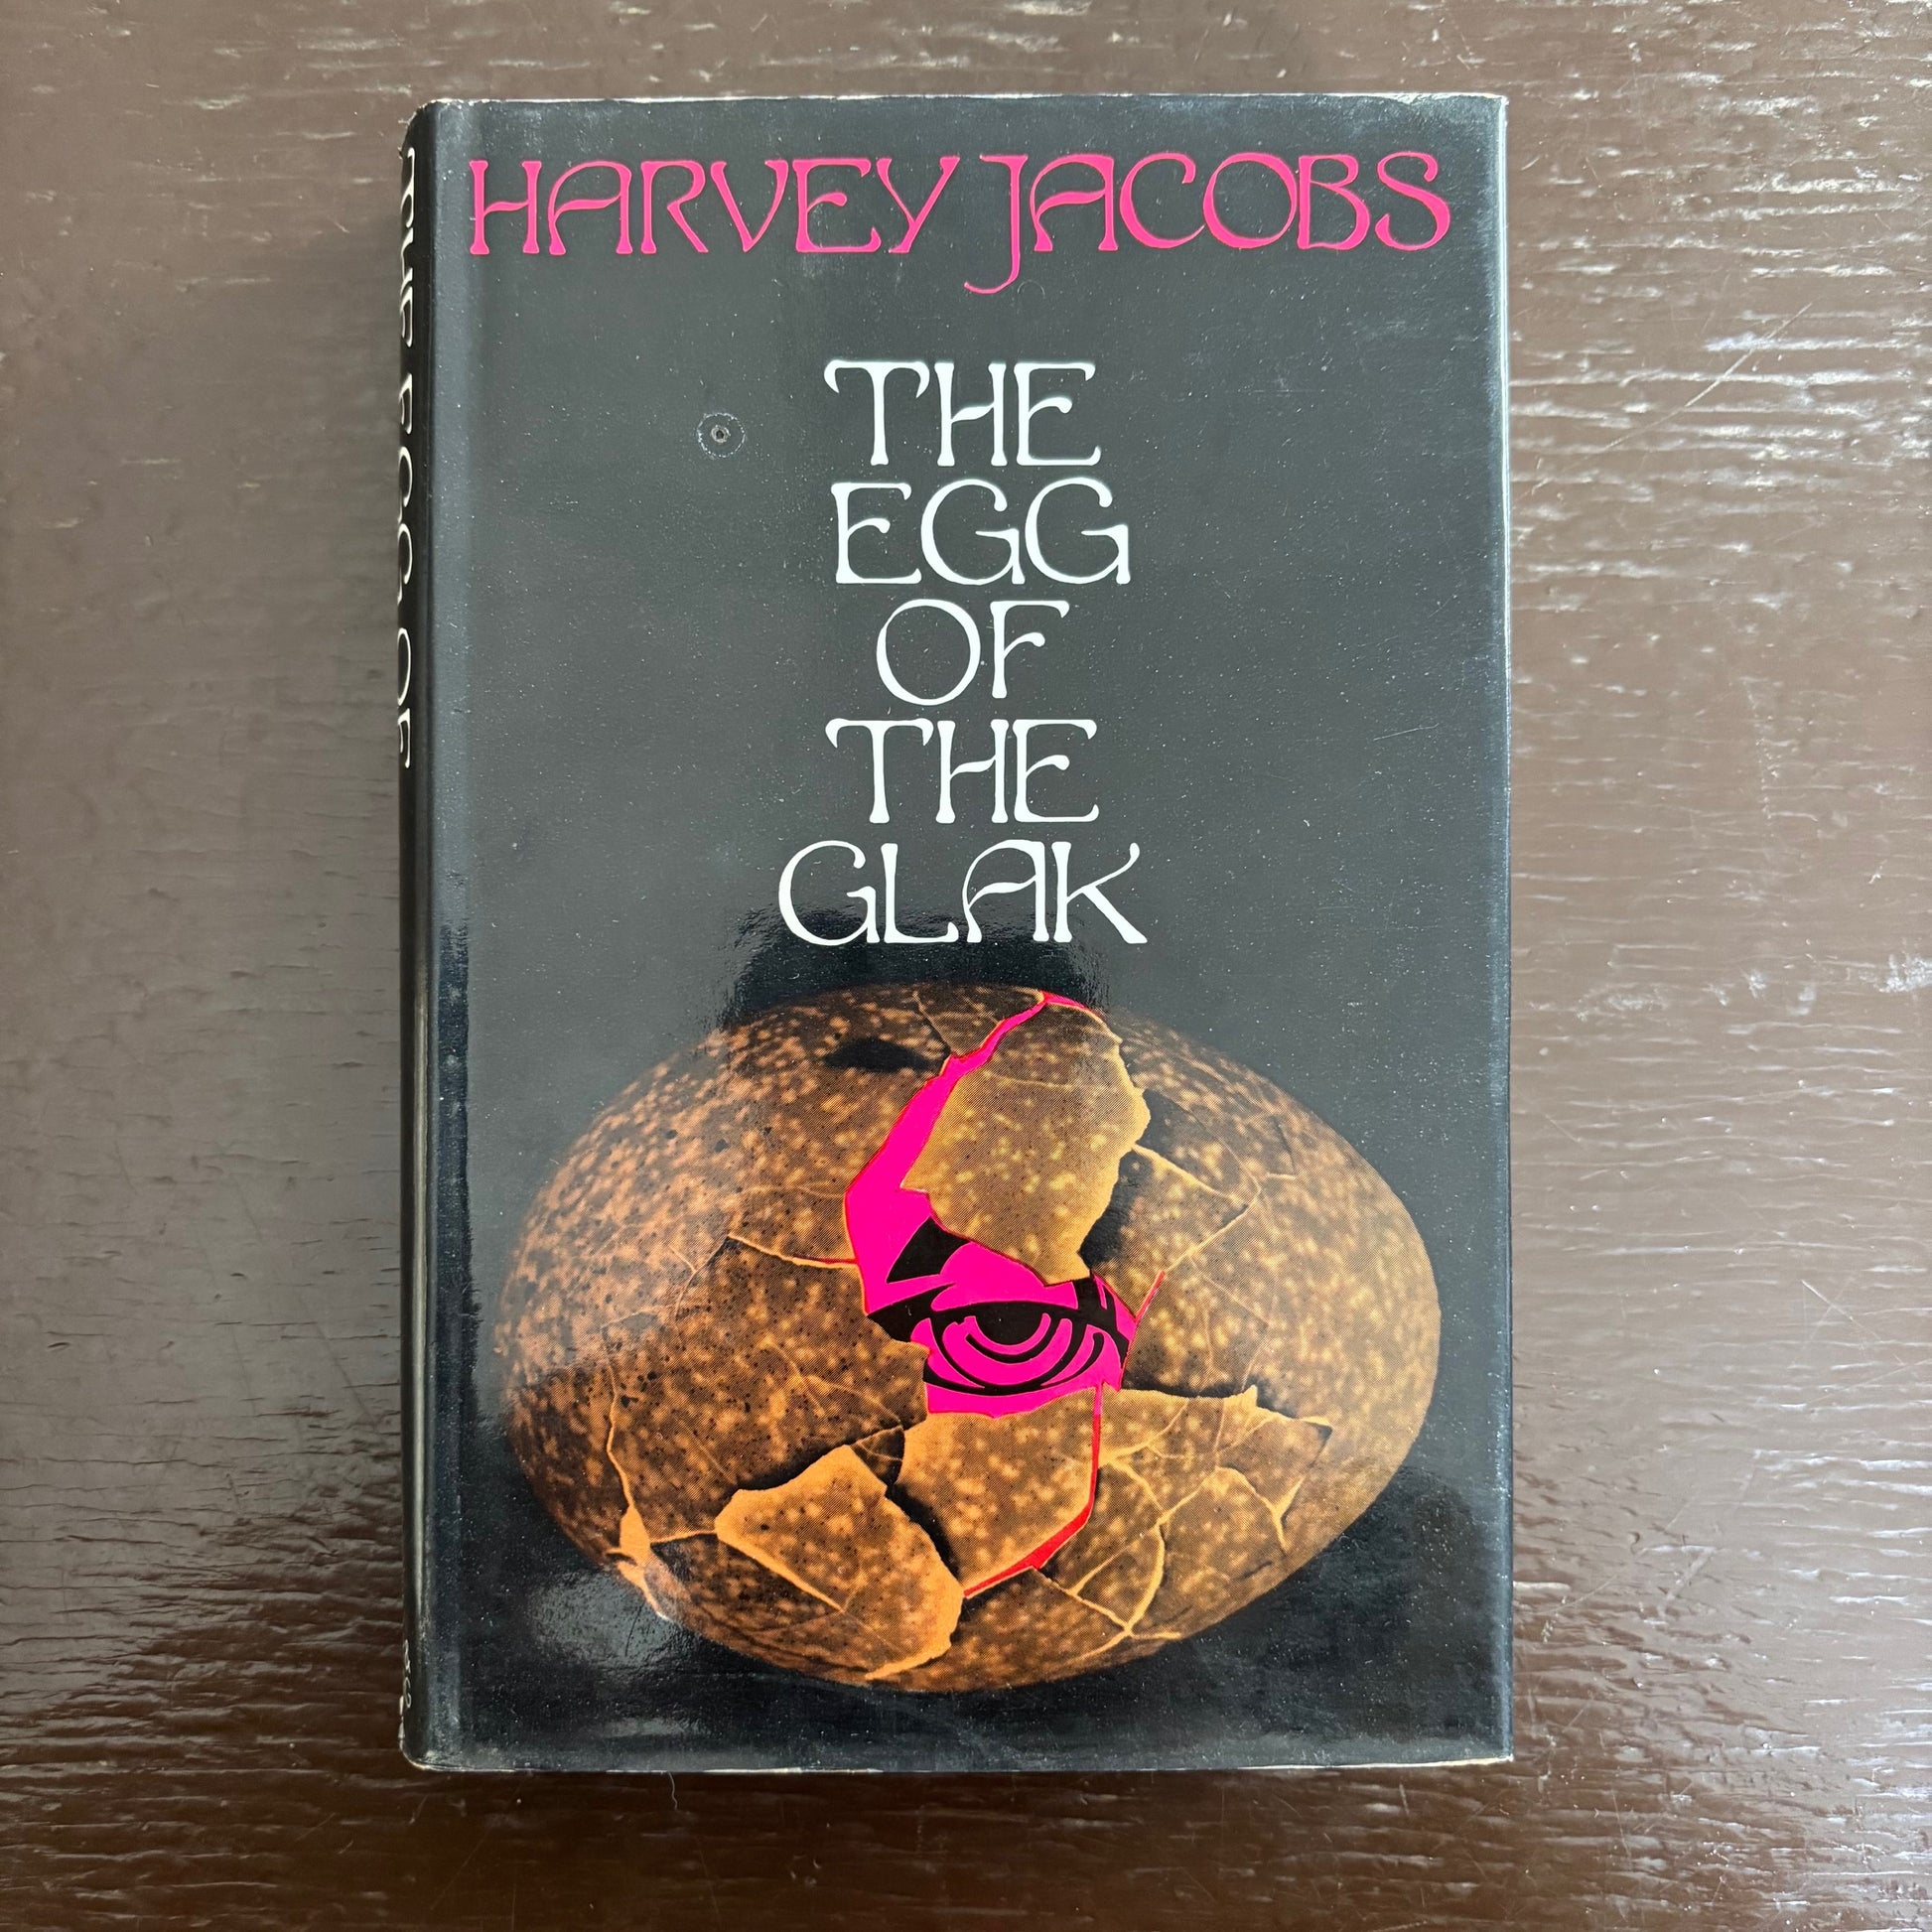 HARVEY JACOBS
THE
EGG
OF
THE
GLAK
THE EGG OF